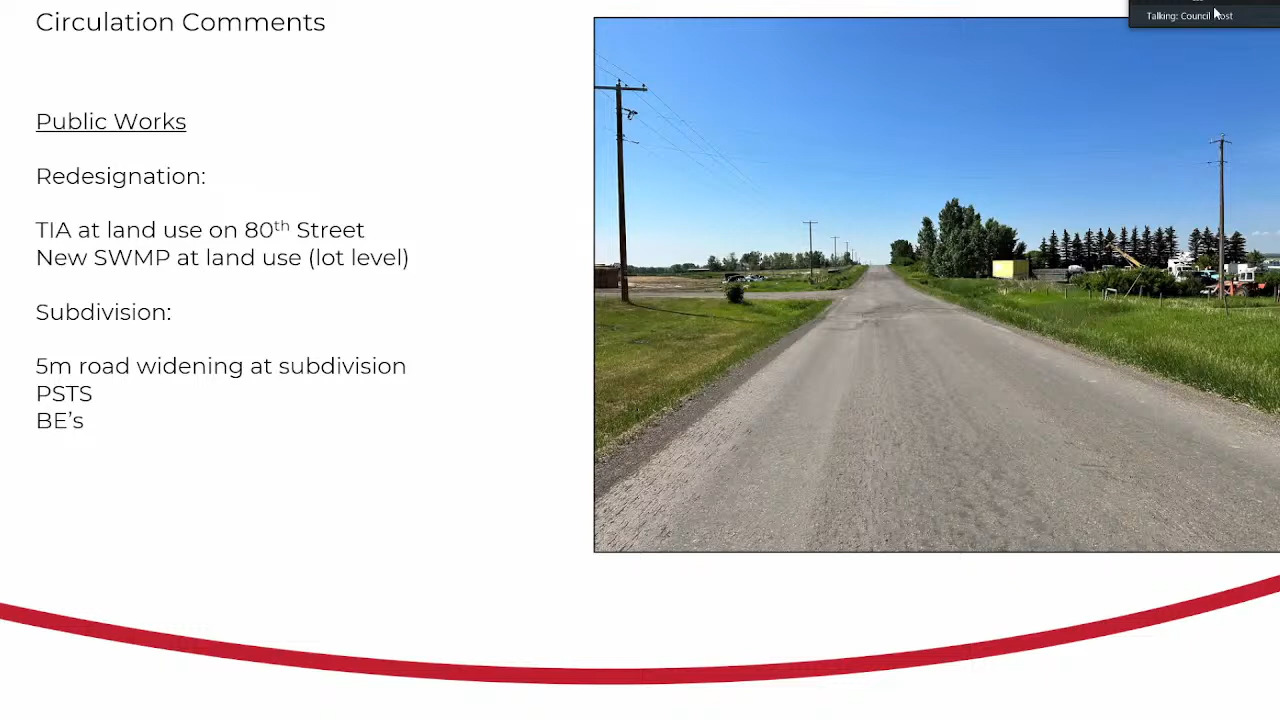 Circulation Comments
Talking: Council
Public Works
Redesignation:
TIA at land use on 80th Street
New SWMP at land use (lot level)
Subdivision:
5m road widening at subdivision
PSTS
BE's